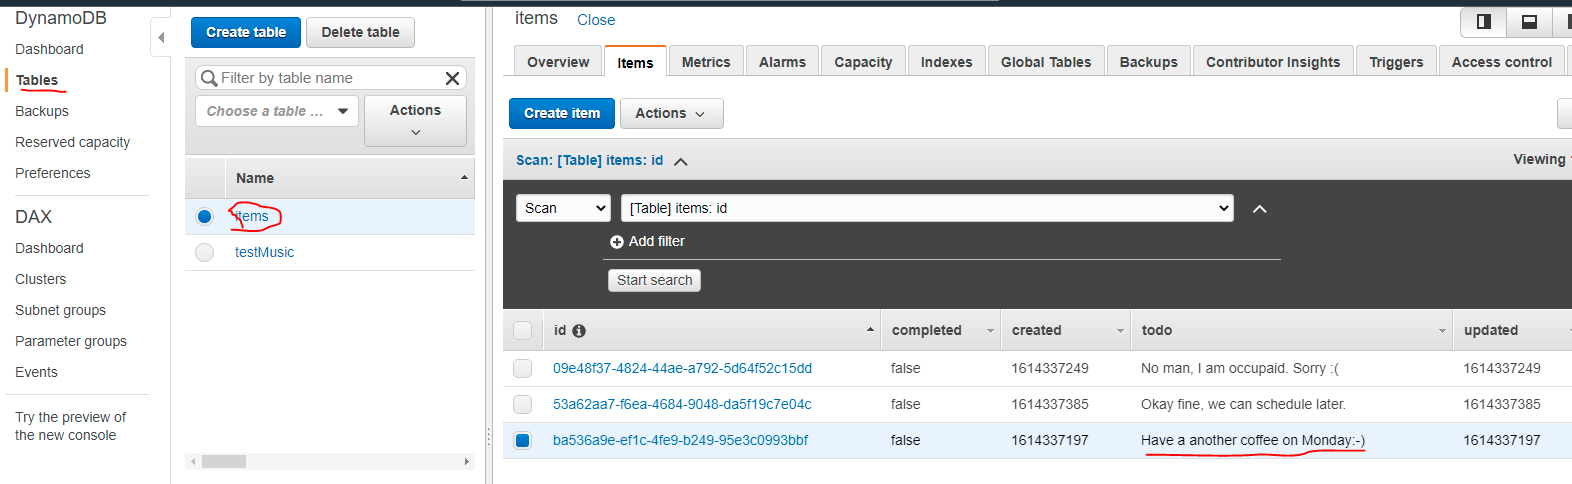 DynamoDB
Dashboard
Tables
Backups
Reserved capacity
Preferences
DAX
Dashboard
Clusters
Subnet groups
Parameter groups
Events
Try the preview of
the new console
Create table Delete table
Filter by table name
Choose a table ... Actions
Name
items
testMusic
items Close
Overview Items Metrics Alarms Capacity Indexes Global Tables Backups Contributor Insights Triggers Access control
Create item Actions
Scan: [Table] items: id Viewing
Scan [Table] items: id
Add filter
Start search
id completed created todo updated
09e48f37-4824-44ae-a792-5d64f52c15dd false 1614337249 No man, I am occupaid. Sorry :( 1614337249
53a62aa7-f6ea-4684-9048-da5f19c7e04c false 1614337385 Okay fine, we can schedule later. 1614337385
ba536a9e-ef1c-4fe9-b249-95e3c0993bbf false 1614337197 Have a another coffee on Monday:-) 1614337197